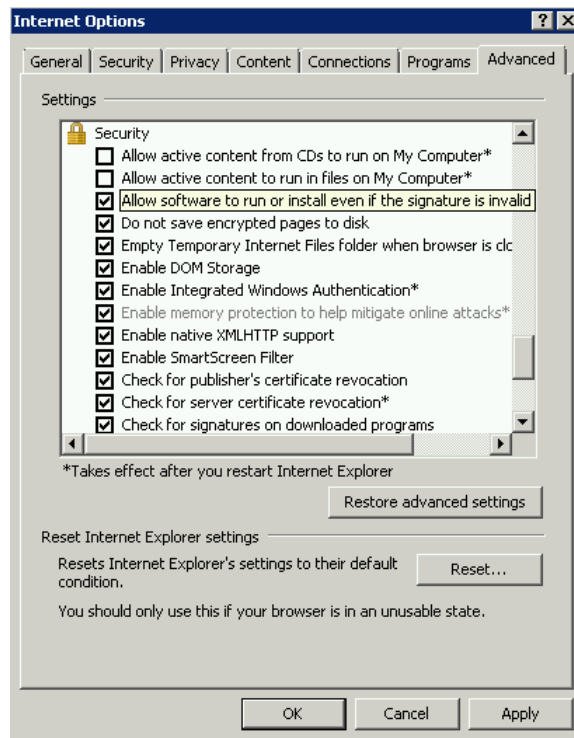 Internet Options
General Security Privacy Content Connections Programs Advanced
Settings
Security
Allow active content from CDs to run on My Computer*
Allow active content to run in files on My Computer*
Allow software to run or install even if the signature is invalid
Do not save encrypted pages to disk
Empty Temporary Internet Files folder when browser is clo
Enable DOM Storage
Enable Integrated Windows Authentication*
Enable memory protection to help mitigate online attacks*
Enable native XMLHTTP support
Enable SmartScreen Filter
Check for publisher's certificate revocation
Check for server certificate revocation*
Check for signatures on downloaded programs
*Takes effect after you restart Internet Explorer
Restore advanced settings
Reset Internet Explorer settings
Resets Internet Explorer's settings to their default
condition.
Reset...
You should only use this if your browser is in an unusable state.
OK Cancel Apply